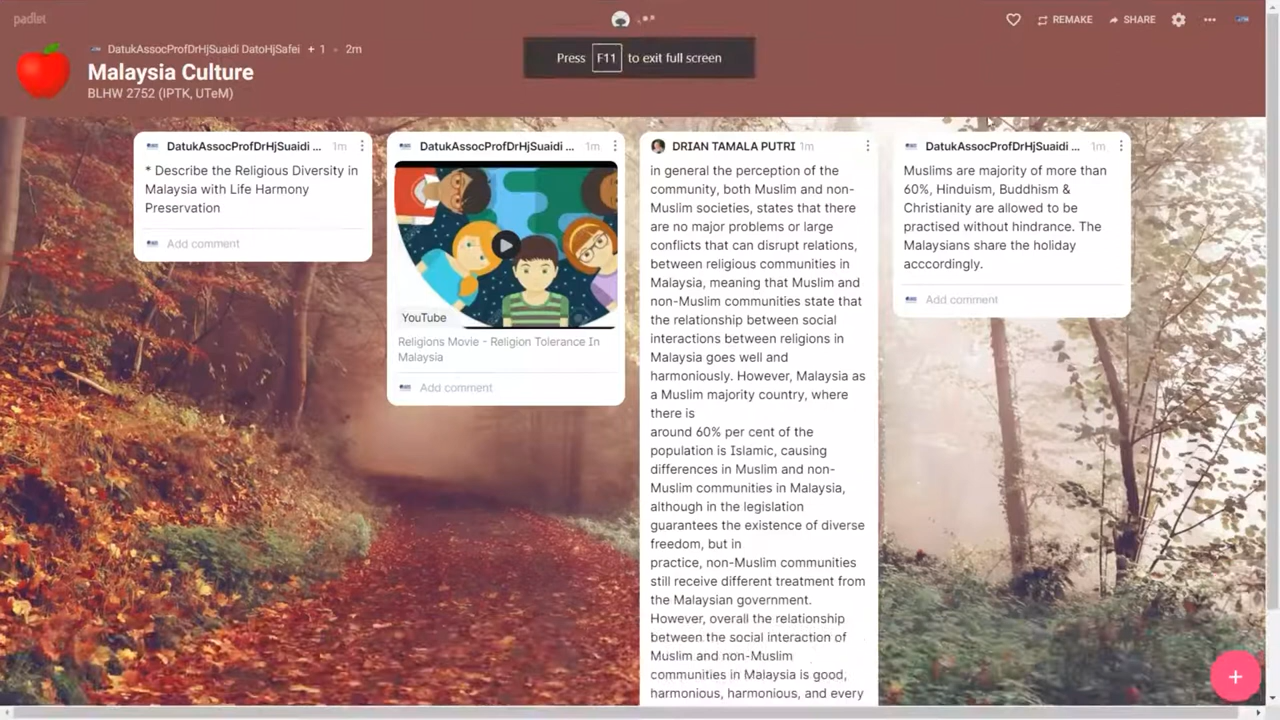 padlet
REMAKE
SHARE
DatukAssocProfDrHjSuaidi DatoHjSafei + 1 • 2m
Press F11 to exit full screen
Malaysia Culture
BLHW 2752 (IPTK, UTeM)
DatukAssocProfDrHjSuaidi ... 1m
* Describe the Religious Diversity in
Malaysia with Life Harmony
Preservation
Add comment
DatukAssocProfDrHjSuaidi ... 1m
YouTube
Religions Movie - Religion Tolerance In
Malaysia
Add comment
DRIAN TAMALA PUTRI 1m
in general the perception of the
community, both Muslim and non-
Muslim societies, states that there
are no major problems or large
conflicts that can disrupt relations,
between religious communities in
Malaysia, meaning that Muslim and
non-Muslim communities state that
the relationship between social
interactions between religions in
Malaysia goes well and
harmoniously. However, Malaysia as
a Muslim majority country, where
there is
around 60% per cent of the
population is Islamic, causing
differences in Muslim and non-
Muslim communities in Malaysia,
although in the legislation
guarantees the existence of diverse
freedom, but in
practice, non-Muslim communities
still receive different treatment from
the Malaysian government.
However, overall the relationship
between the social interaction of
Muslim and non-Muslim
communities in Malaysia is good,
harmonious, harmonious, and every
DatukAssocProfDrHjSuaidi ... 1m
Muslims are majority of more than
60%, Hinduism, Buddhism &
Christianity are allowed to be
practised without hindrance. The
Malaysians share the holiday
acccordingly.
Add comment